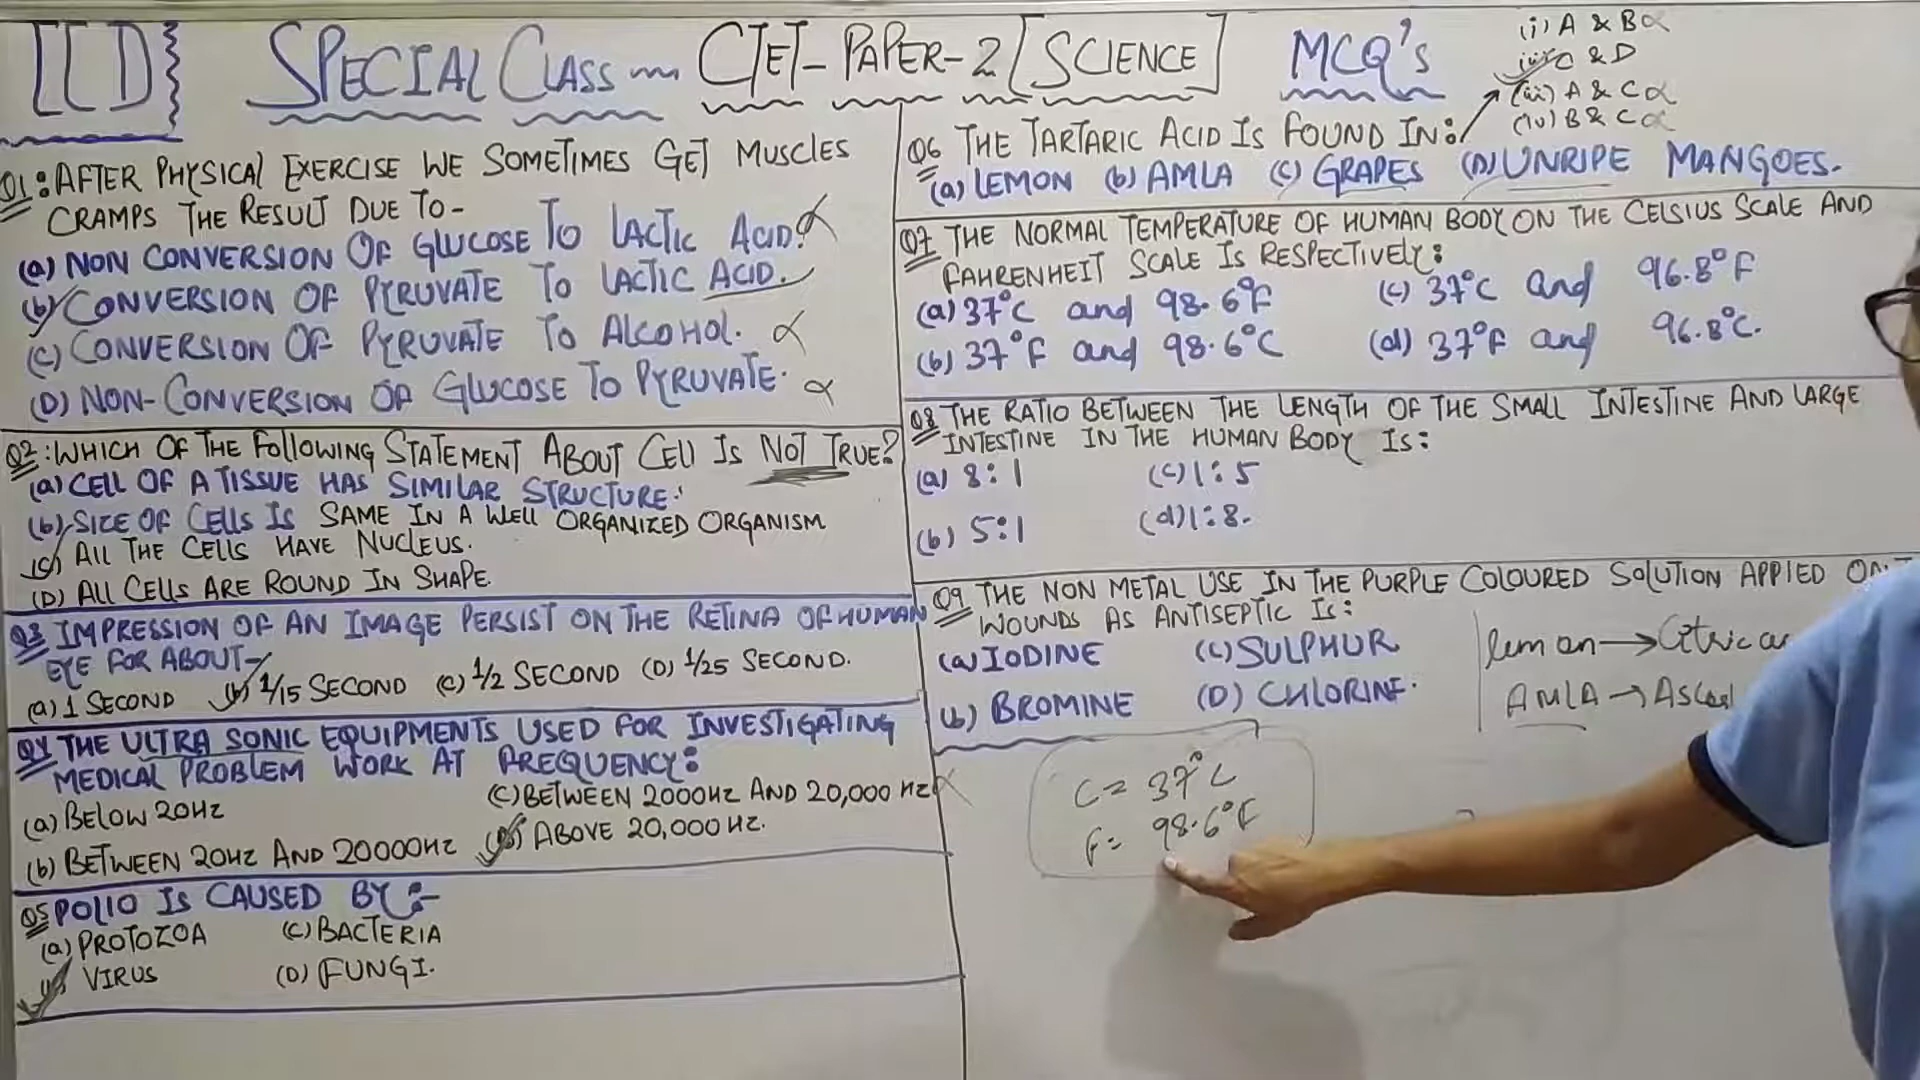 [CD] SPECIAL CLASS CTET-PAPER-2 [SCIENCE] MCQ's
Q1: AFTER PHYSICAL EXERCISE WE SOMETIMES GET MUSCLES
CRAMPS THE RESULT DUE TO-
(a) NON CONVERSION OF GLUCOSE TO LACTIC ACID.
(b) CONVERSION OF PYRUVATE TO LACTIC ACID.
(C) CONVERSION OF PYRUVATE TO ALCOHOL.
(D) NON-CONVERSION OF GLUCOSE TO PYRUVATE.
Q2: WHICH OF THE FOLLOWING STATEMENT ABOUT CELL IS NOT TRUE?
(a) CELL OF A TISSUE HAS SIMILAR STRUCTURE.
(b) SIZE OF CELLS IS SAME IN A WELL ORGANIZED ORGANISM
(C) ALL THE CELLS HAVE NUCLEUS.
(D) ALL CELLS ARE ROUND IN SHAPE.
Q3 IMPRESSION OF AN IMAGE PERSIST ON THE RETINA OF HUMAN
EYE FOR ABOUT-
(a) 1 SECOND (b) 1/15 SECOND (C) 1/2 SECOND (D) 1/25 SECOND.
Q4 THE ULTRA SONIC EQUIPMENTS USED FOR INVESTIGATING
MEDICAL PROBLEM WORK AT FREQUENCY:
(a) BELOW 20HZ (C) BETWEEN 2000HZ AND 20,000 HZ
(b) BETWEEN 20HZ AND 20000HZ (D) ABOVE 20,000 HZ.
Q5 POLIO IS CAUSED BY:-
(a) PROTOZOA (C) BACTERIA
VIRUS (D) FUNGI.
(i) A & B
(ii) C & D
(iii) A & C
(iv) B & C
Q6 THE TARTARIC ACID IS FOUND IN:
(a) LEMON (b) AMLA (C) GRAPES (D) UNRIPE MANGOES.
Q7 THE NORMAL TEMPERATURE OF HUMAN BODY ON THE CELSIUS SCALE AND
FAHRENHEIT SCALE IS RESPECTIVELY:
(a) 37°C and 98.6°F (C) 37°C and 96.8°F
(b) 37°F and 98.6°C (d) 37°F and 96.8°C.
Q8 THE RATIO BETWEEN THE LENGTH OF THE SMALL INTESTINE AND LARGE
INTESTINE IN THE HUMAN BODY IS:
(a) 8:1 (C) 1:5
(b) 5:1 (d) 1:8.
Q9 THE NON METAL USE IN THE PURPLE COLOURED SOLUTION APPIED ON
WOUNDS AS ANTISEPTIC IS:
(a) IODINE (C) SULPHUR
(b) BROMINE (D) CHLORINE.
lemon → Citric
AMLA →
C = 37°C
F = 98.6°F